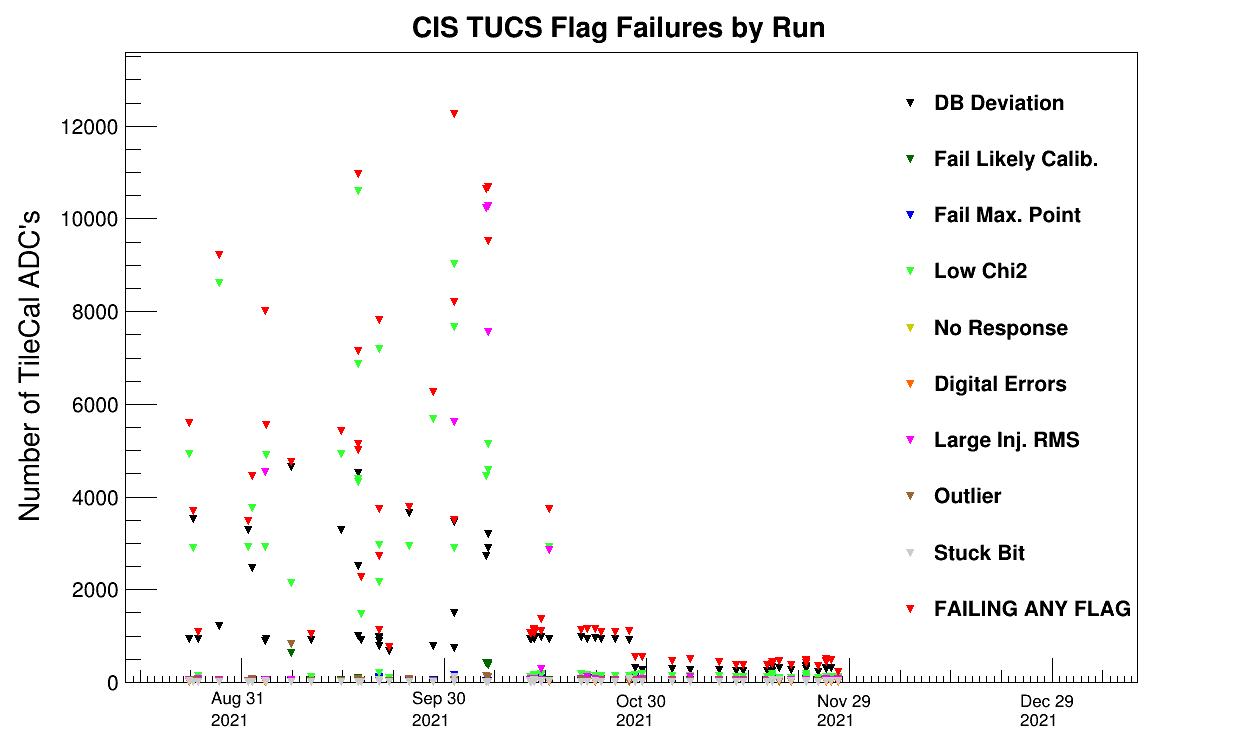 CIS TUCS Flag Failures by Run
Number of TileCal ADC's
12000
10000
8000
6000
4000
2000
0
DB Deviation
Fail Likely Calib.
Fail Max. Point
Low Chi2
No Response
Digital Errors
Large Inj. RMS
Outlier
Stuck Bit
FAILING ANY FLAG
Aug 31
2021
Sep 30
2021
Oct 30
2021
Nov 29
2021
Dec 29
2021